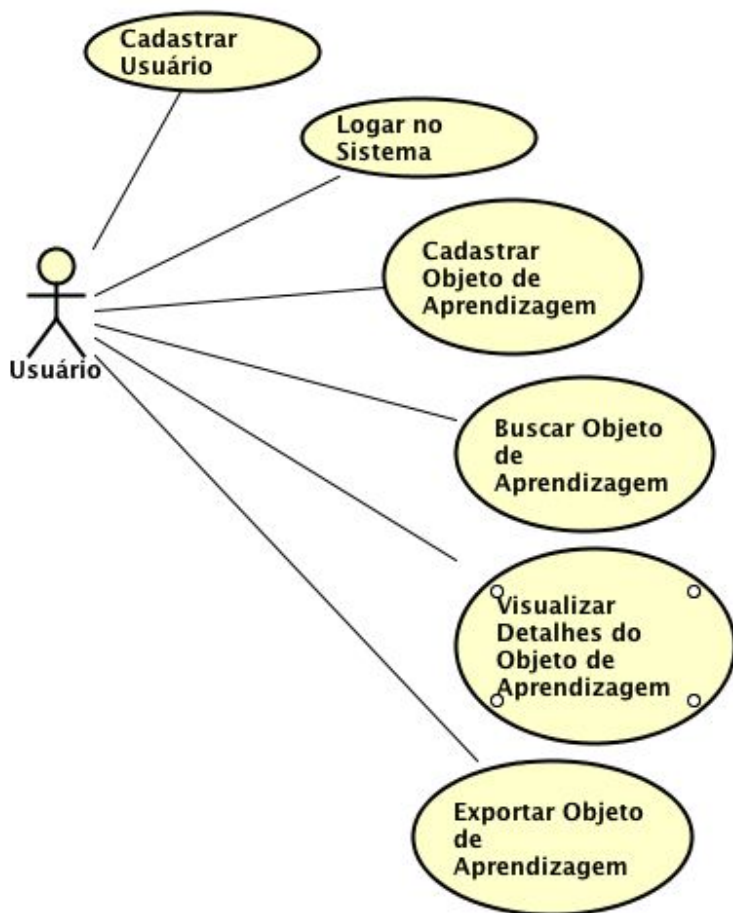 Cadastrar
Usuário
Logar no
Sistema
Cadastrar
Objeto de
Aprendizagem
Usuário
Buscar Objeto
de
Aprendizagem
Visualizar
Detalhes do
Objeto de
Aprendizagem
Exportar Objeto
de
Aprendizagem